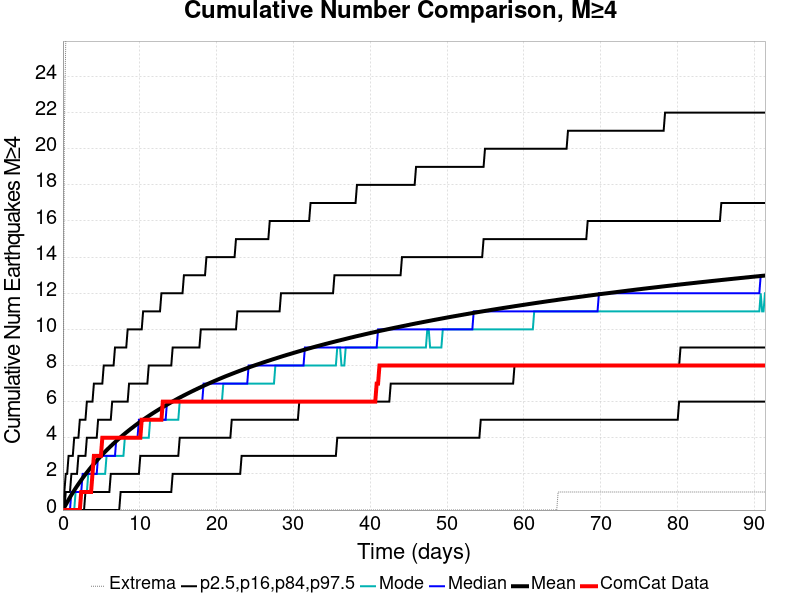 Cumulative Number Comparison, M≥4
Cumulative Num Earthquakes M≥4
24
22
20
18
16
14
12
10
8
6
4
2
0
0 10 20 30 40 50 60 70 80 90
Time (days)
Extrema p2.5,p16,p84,p97.5 Mode Median Mean ComCat Data